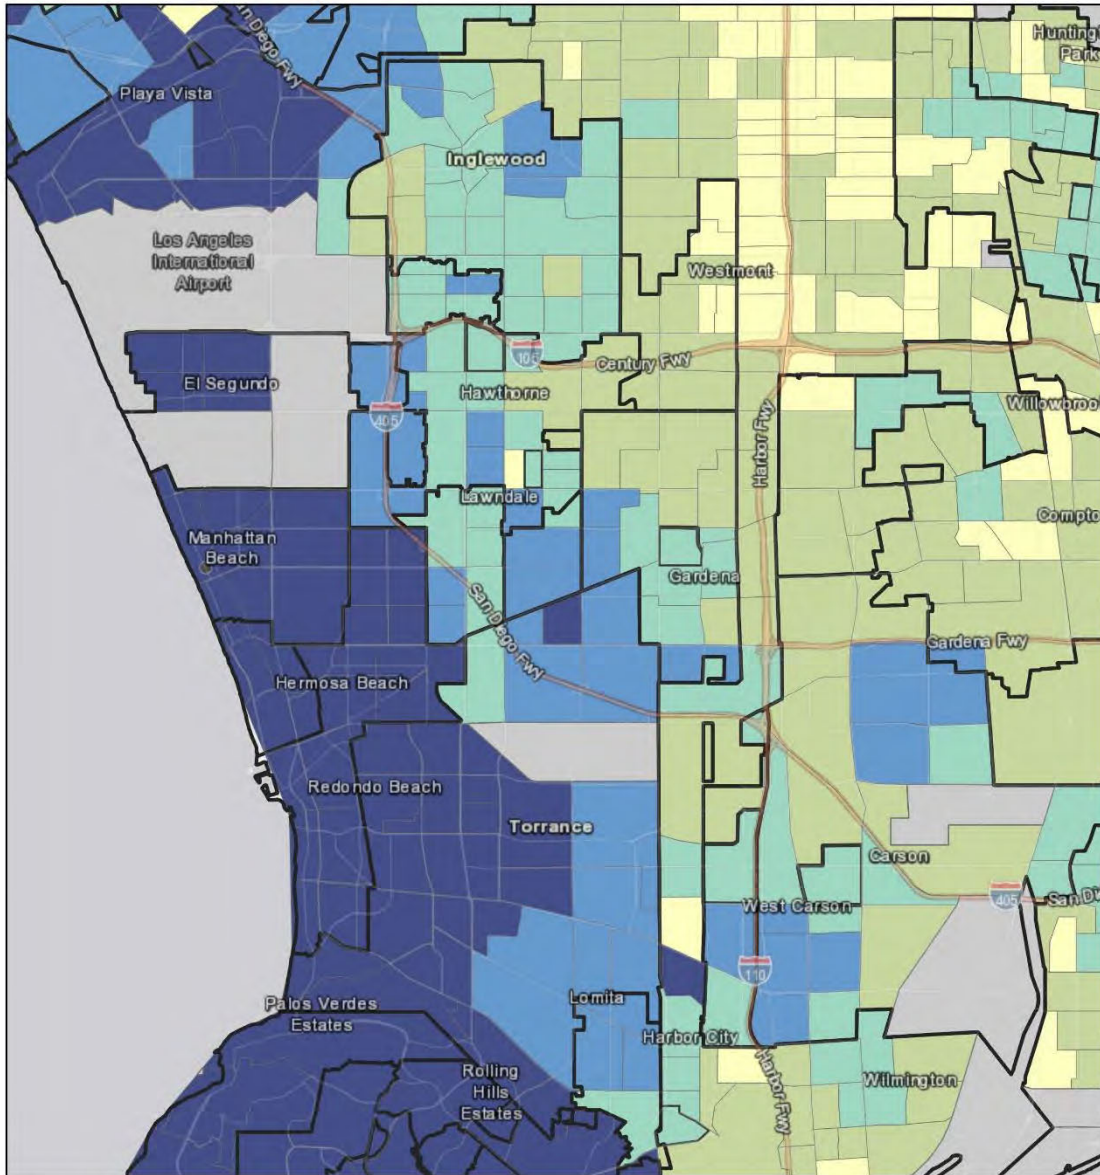 San Diego Fwy
Huntington
Park
Playa Vista
Inglewood
Los Angeles
International
Airport
Westmont
105
Century Fwy
El Segundo
Hawthorne
405
Willowbroo
Harbor Fwy
Lawndale
Compto
Manhattan
Beach
Gardena
San Diego Fwy
Gardena Fwy
Hermosa Beach
Redondo Beach
Torrance
Carson
405
San Di
West Carson
110
Lomita
Palos Verdes
Estates
Harbor City
Rolling
Hills
Estates
Harbor Fwy
Wilmington